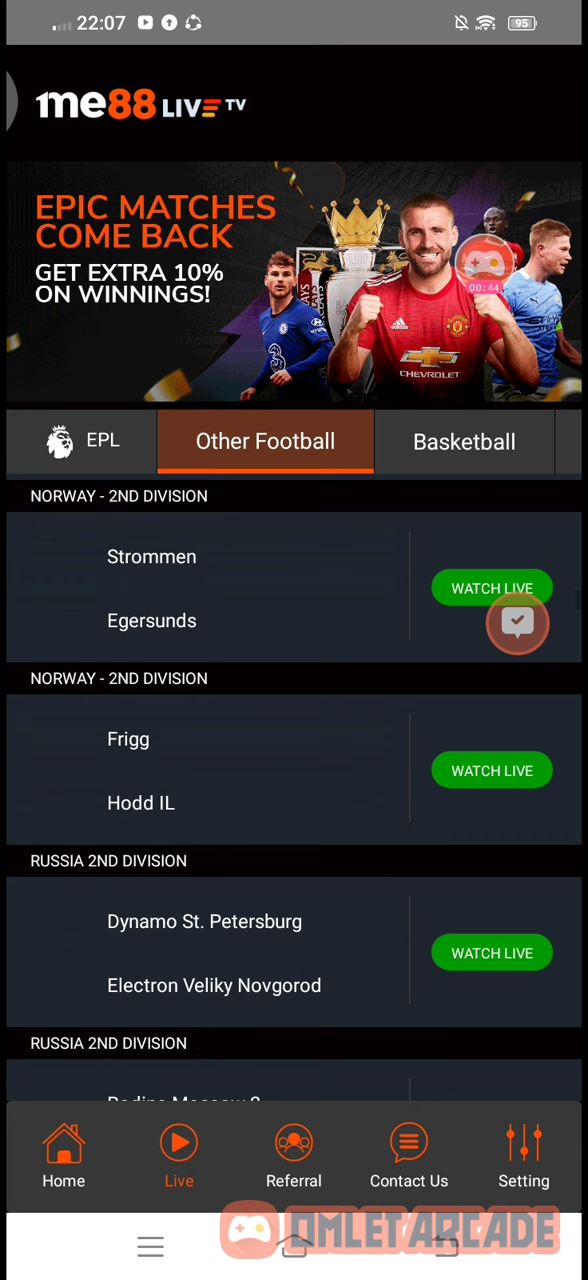 22:07
95
me88 LIVE TV
EPIC MATCHES
COME BACK
GET EXTRA 10%
ON WINNINGS!
00:44
CHEVROLET
EPL
Other Football
Basketball
NORWAY - 2ND DIVISION
Strommen
Egersunds
WATCH LIVE
NORWAY - 2ND DIVISION
Frigg
Hodd IL
WATCH LIVE
RUSSIA 2ND DIVISION
Dynamo St. Petersburg
Electron Veliky Novgorod
WATCH LIVE
RUSSIA 2ND DIVISION
Home
Live
Referral
Contact Us
Setting
OMLET ARCADE